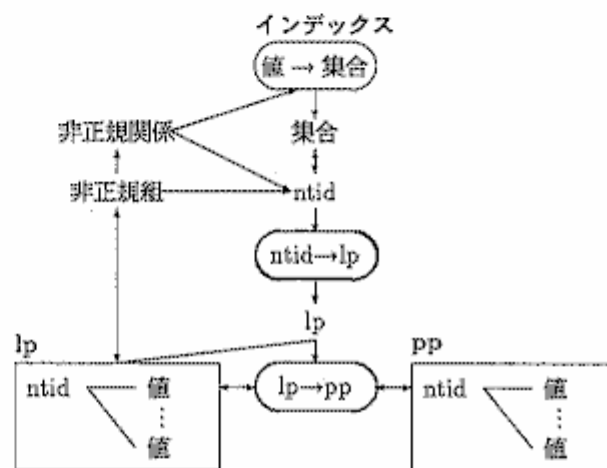 インデックス
値 → 集合
非正規関係
集合
非正規組
ntid
ntid→lp
lp
lp
pp
ntid
値
⋮
値
lp→pp
ntid
値
⋮
値